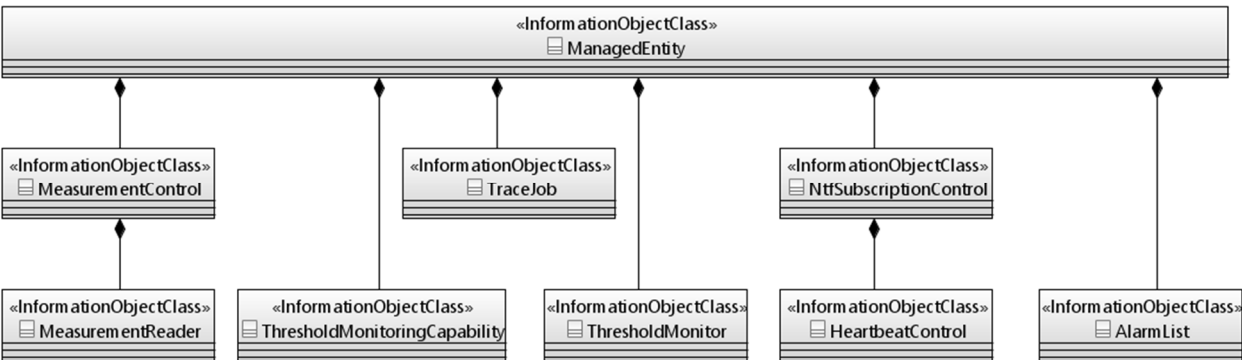 «InformationObjectClass»
ManagedEntity
«InformationObjectClass»
MeasurementControl
«InformationObjectClass»
TraceJob
«InformationObjectClass»
NtfSubscriptionControl
«InformationObjectClass»
MeasurementReader
«InformationObjectClass»
ThresholdMonitoringCapability
«InformationObjectClass»
ThresholdMonitor
«InformationObjectClass»
HeartbeatControl
«InformationObjectClass»
AlarmList